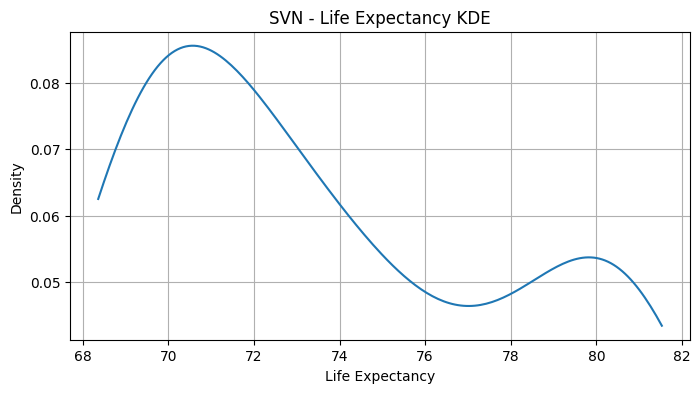 SVN - Life Expectancy KDE
0.08
0.07
0.06
0.05
Density
68 70 72 74 76 78 80 82
Life Expectancy